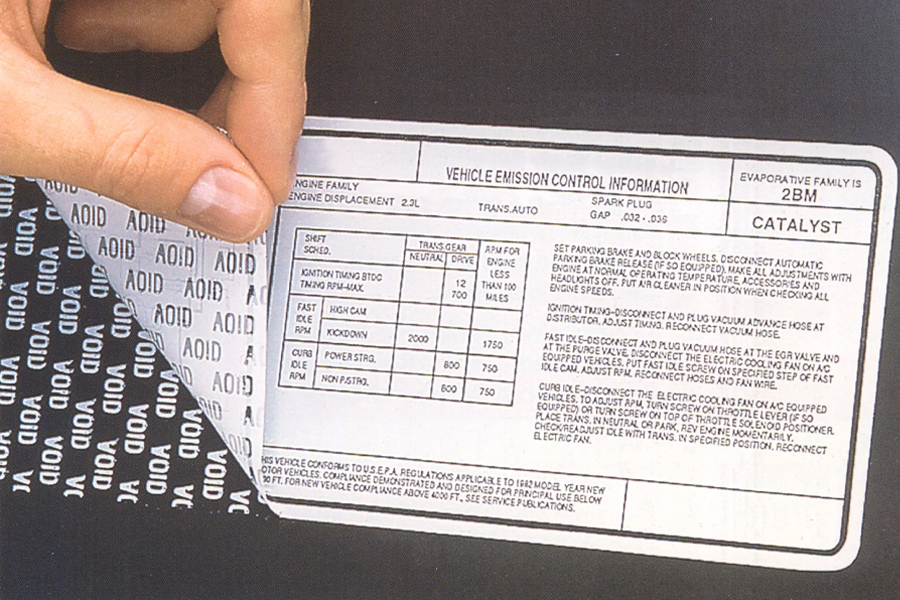 VEHICLE EMISSION CONTROL INFORMATION
EVAPORATIVE FAMILY IS
2BM
CATALYST
ENGINE FAMILY
ENGINE DISPLACEMENT 2.3L
TRANS.AUTO
SPARK PLUG
GAP .032-.036
SHIFT SCHED.
TRANS.GEAR
NEUTRAL DRIVE
RPM FOR
ENGINE
LESS
THAN 100
MILES
IGNITION TIMING BTDC 12
TIMING RPM-MAX. 700
FAST IDLE RPM
HIGH CAM
KICKDOWN 2000 1750
CURB IDLE RPM
POWER STRG. 800 750
NON P/STRG. 800 750
SET PARKING BRAKE AND BLOCK WHEELS, DISCONNECT AUTOMATIC
PARKING BRAKE RELEASE (IF SO EQUIPPED). MAKE ALL ADJUSTMENTS WITH
ENGINE AT NORMAL OPERATING TEMPERATURE, ACCESSORIES AND
HEADLIGHTS OFF. PUT AIR CLEANER IN POSITION WHEN CHECKING ALL
ENGINE SPEEDS.
IGNITION TIMING-DISCONNECT AND PLUG VACUUM ADVANCE HOSE AT
DISTRIBUTOR. ADJUST TIMING. RECONNECT VACUUM HOSE.
FAST IDLE-DISCONNECT AND PLUG VACUUM HOSE AT THE EGR VALVE AND
AT THE PURGE VALVE. DISCONNECT THE ELECTRIC COOLING FAN ON A/C
EQUIPPED VEHICLES. PUT FAST IDLE SCREW ON SPECIFIED STEP OF FAST
IDLE CAM, ADJUST RPM. RECONNECT HOSES AND FAN WIRE.
CURB IDLE-DISCONNECT THE ELECTRIC COOLING FAN ON A/C EQUIPPED
VEHICLES, TO ADJUST RPM, TURN SCREW ON THROTTLE LEVER (IF SO
EQUIPPED) OR TURN SCREW ON TOP OF THROTTLE SOLENOID POSITIONER.
PLACE TRANS. IN NEUTRAL OR PARK, REV ENGINE MOMENTARILY.
CHECK/READJUST IDLE WITH TRANS. IN SPECIFIED POSITION. RECONNECT
ELECTRIC FAN.
THIS VEHICLE CONFORMS TO U.S.E.P.A. REGULATIONS APPLICABLE TO 1982 MODEL YEAR NEW
MOTOR VEHICLES. COMPLIANCE DEMONSTRATED AND DESIGNED FOR PRINCIPAL USE BELOW
FT. FOR NEW VEHICLE COMPLIANCE ABOVE 4000 FT., SEE SERVICE PUBLICATIONS.
VOID VOID VOID VOID
VOID VOID VOID VOID
VOID VOID VOID